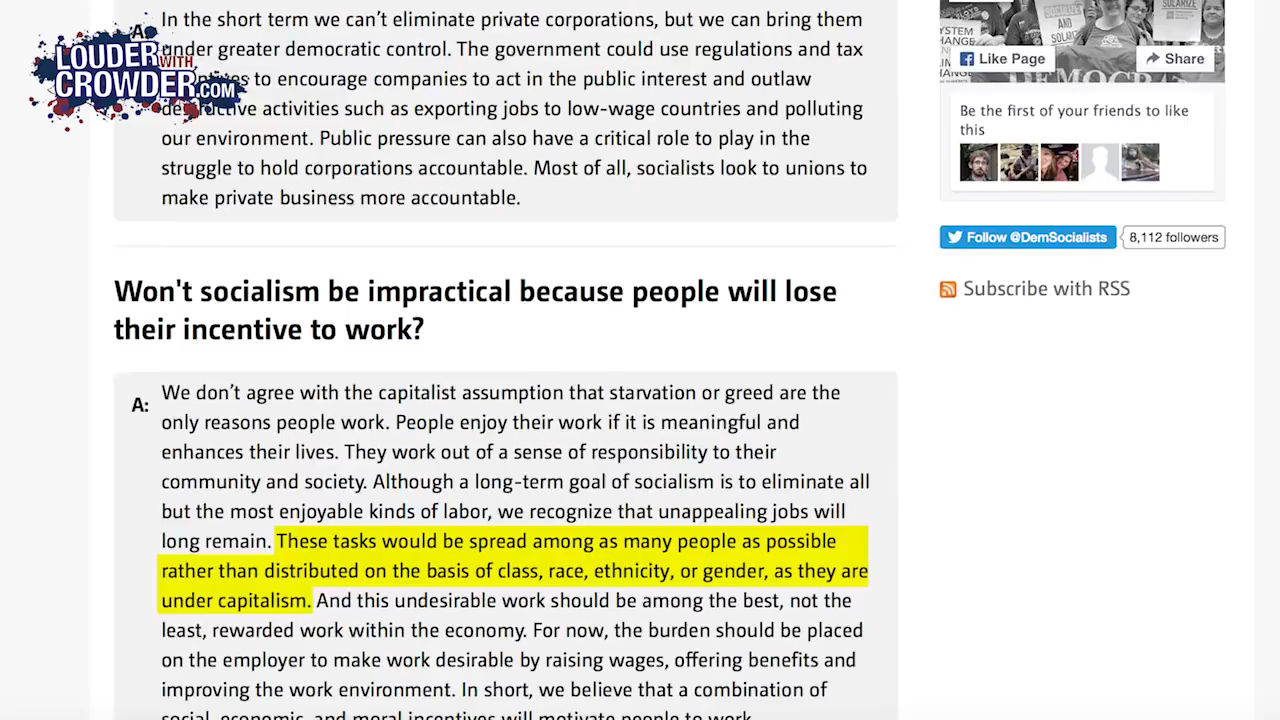 In the short term we can't eliminate private corporations, but we can bring them
A: under greater democratic control. The government could use regulations and tax
to encourage companies to act in the public interest and outlaw
activities such as exporting jobs to low-wage countries and polluting
our environment. Public pressure can also have a critical role to play in the
struggle to hold corporations accountable. Most of all, socialists look to unions to
make private business more accountable.
LOUDER
WITH
CROWDER.COM
Won't socialism be impractical because people will lose
their incentive to work?
A: We don't agree with the capitalist assumption that starvation or greed are the
only reasons people work. People enjoy their work if it is meaningful and
enhances their lives. They work out of a sense of responsibility to their
community and society. Although a long-term goal of socialism is to eliminate all
but the most enjoyable kinds of labor, we recognize that unappealing jobs will
long remain. These tasks would be spread among as many people as possible
rather than distributed on the basis of class, race, ethnicity, or gender, as they are
under capitalism. And this undesirable work should be among the best, not the
least, rewarded work within the economy. For now, the burden should be placed
on the employer to make work desirable by raising wages, offering benefits and
improving the work environment. In short, we believe that a combination of
social, economic, and moral incentives will motivate people to work.
SOCIALIZE
AND
SOLARIZE
Like Page
Share
Be the first of your friends to like
this
Follow @DemSocialists
8,112 followers
Subscribe with RSS